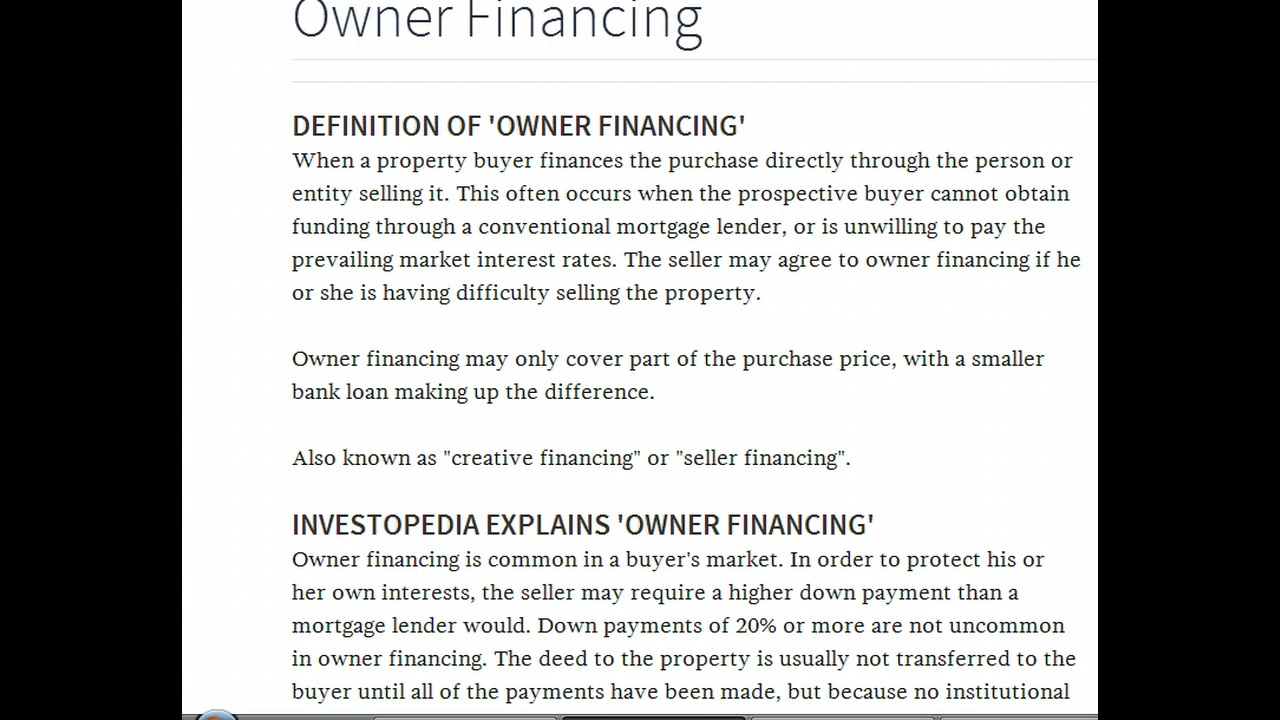 Owner Financing
DEFINITION OF 'OWNER FINANCING'
When a property buyer finances the purchase directly through the person or
entity selling it. This often occurs when the prospective buyer cannot obtain
funding through a conventional mortgage lender, or is unwilling to pay the
prevailing market interest rates. The seller may agree to owner financing if he
or she is having difficulty selling the property.
Owner financing may only cover part of the purchase price, with a smaller
bank loan making up the difference.
Also known as "creative financing" or "seller financing".
INVESTOPEDIA EXPLAINS 'OWNER FINANCING'
Owner financing is common in a buyer's market. In order to protect his or
her own interests, the seller may require a higher down payment than a
mortgage lender would. Down payments of 20% or more are not uncommon
in owner financing. The deed to the property is usually not transferred to the
buyer until all of the payments have been made, but because no institutional